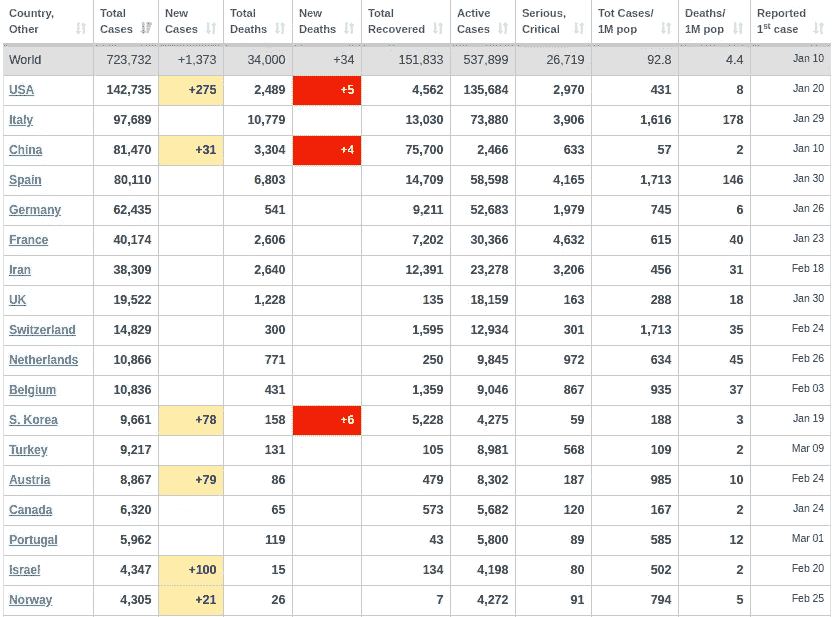 Country, Other Total Cases New Cases Total Deaths New Deaths Total Recovered Active Cases Serious, Critical Tot Cases/ 1M pop Deaths/ 1M pop Reported 1st case
World 723,732 +1,373 34,000 +34 151,833 537,899 26,719 92.8 4.4 Jan 10
USA 142,735 +275 2,489 +5 4,562 135,684 2,970 431 8 Jan 20
Italy 97,689 10,779 13,030 73,880 3,906 1,616 178 Jan 29
China 81,470 +31 3,304 +4 75,700 2,466 633 57 2 Jan 10
Spain 80,110 6,803 14,709 58,598 4,165 1,713 146 Jan 30
Germany 62,435 541 9,211 52,683 1,979 745 6 Jan 26
France 40,174 2,606 7,202 30,366 4,632 615 40 Jan 23
Iran 38,309 2,640 12,391 23,278 3,206 456 31 Feb 18
UK 19,522 1,228 135 18,159 163 288 18 Jan 30
Switzerland 14,829 300 1,595 12,934 301 1,713 35 Feb 24
Netherlands 10,866 771 250 9,845 972 634 45 Feb 26
Belgium 10,836 431 1,359 9,046 867 935 37 Feb 03
S. Korea 9,661 +78 158 +6 5,228 4,275 59 188 3 Jan 19
Turkey 9,217 131 105 8,981 568 109 2 Mar 09
Austria 8,867 +79 86 479 8,302 187 985 10 Feb 24
Canada 6,320 65 573 5,682 120 167 2 Jan 24
Portugal 5,962 119 43 5,800 89 585 12 Mar 01
Israel 4,347 +100 15 134 4,198 80 502 2 Feb 20
Norway 4,305 +21 26 7 4,272 91 794 5 Feb 25